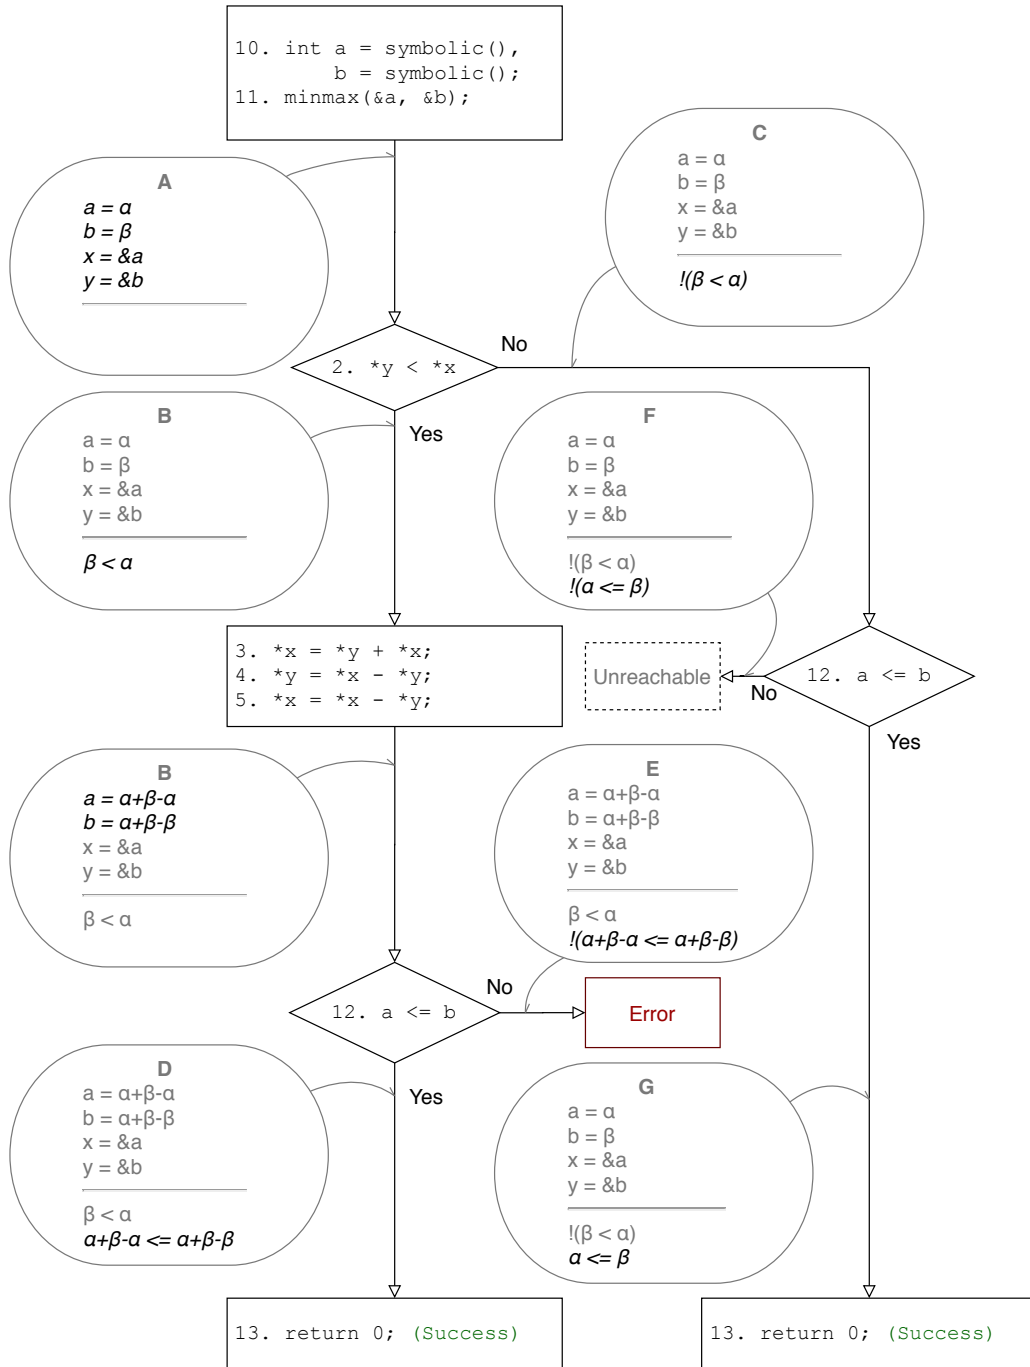 10. int a = symbolic(),
b = symbolic();
11. minmax(&a, &b);
A
a = α
b = β
x = &a
y = &b
C
a = α
b = β
x = &a
y = &b
!(β < α)
2. *y < *x
No
Yes
B
a = α
b = β
x = &a
y = &b
β < α
F
a = α
b = β
x = &a
y = &b
!(β < α)
!(α <= β)
3. *x = *y + *x;
4. *y = *x - *y;
5. *x = *x - *y;
Unreachable
No
12. a <= b
Yes
B
a = α+β-α
b = α+β-β
x = &a
y = &b
β < α
E
a = α+β-α
b = α+β-β
x = &a
y = &b
β < α
!(α+β-α <= α+β-β)
12. a <= b
No
Error
Yes
D
a = α+β-α
b = α+β-β
x = &a
y = &b
β < α
α+β-α <= α+β-β
G
a = α
b = β
x = &a
y = &b
!(β < α)
α <= β
13. return 0; (Success)
13. return 0; (Success)